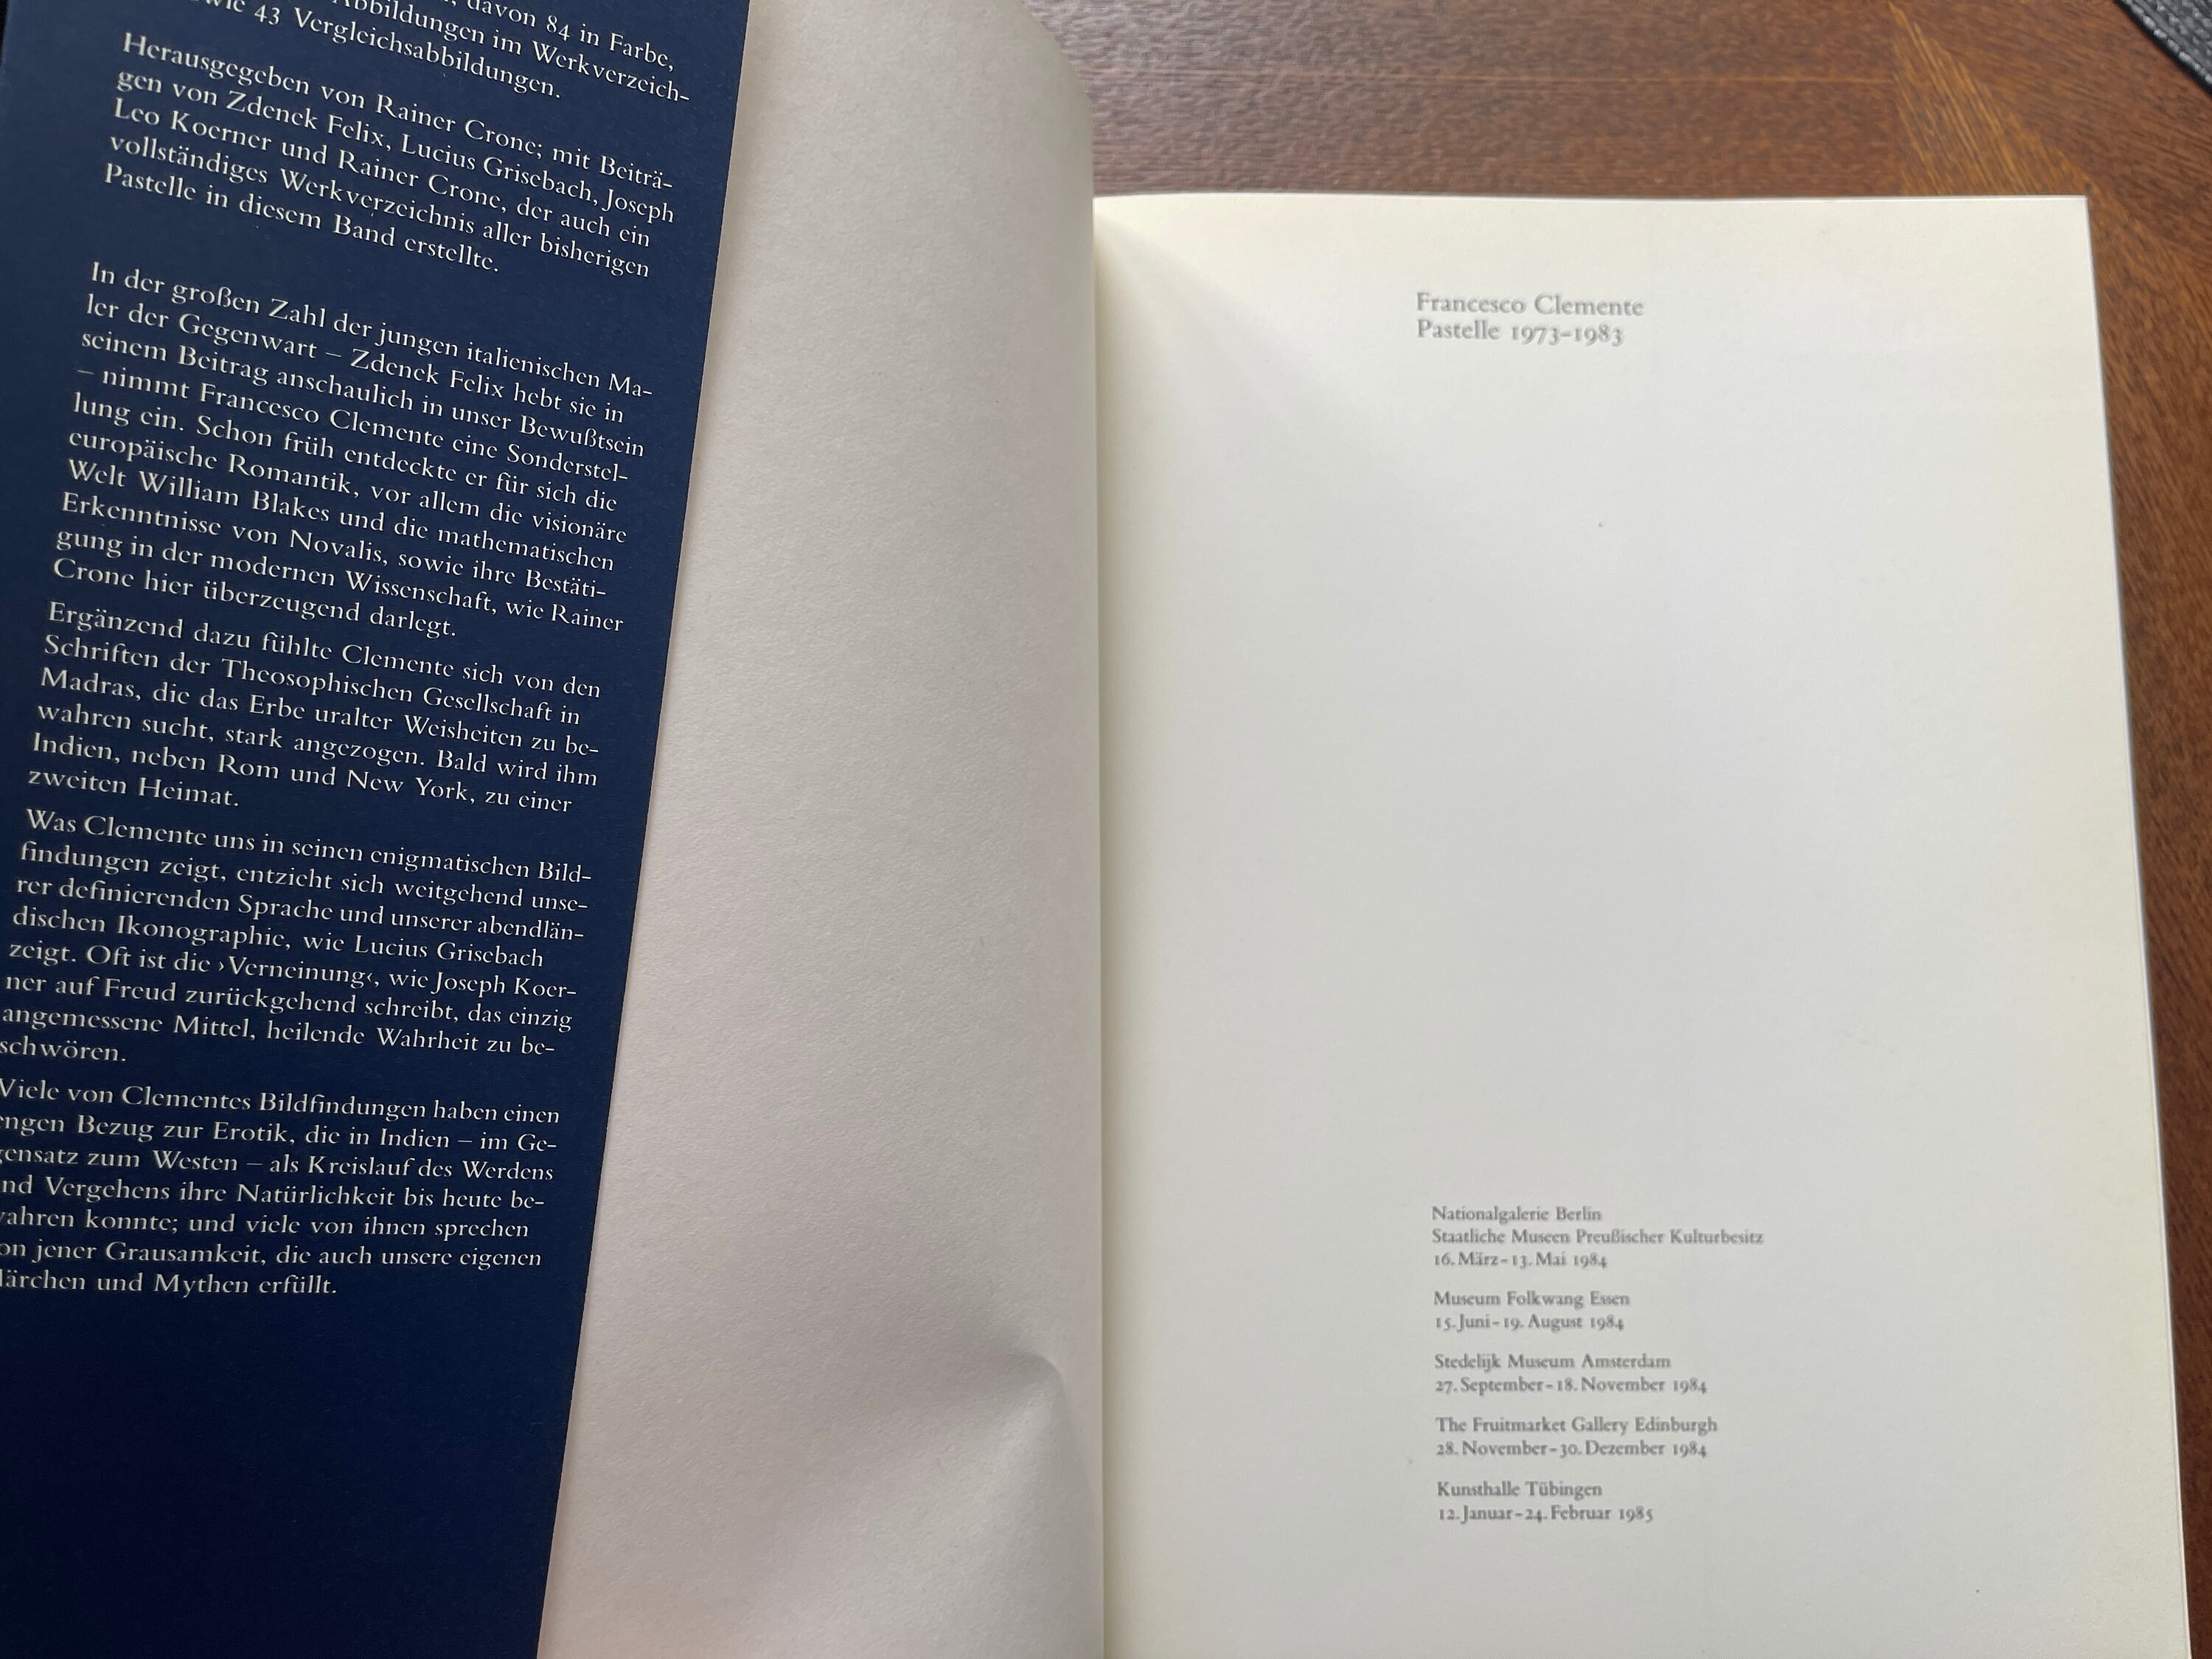 davon 84 in Farbe,
Abbildungen im Werkverzeich-
43 Vergleichsabbildungen.
Herausgegeben von Rainer Crone; mit Beiträ-
gen von Zdenek Felix, Lucius Grisebach, Joseph
Leo Koerner und Rainer Crone, der auch ein
vollständiges Werkverzeichnis aller bisherigen
Pastelle in diesem Band erstellte.
In der großen Zahl der jungen italienischen Ma-
ler der Gegenwart – Zdenek Felix hebt sie in
seinem Beitrag anschaulich in unser Bewußtsein
– nimmt Francesco Clemente eine Sonderstel-
lung ein. Schon früh entdeckte er für sich die
europäische Romantik, vor allem die visionäre
Welt William Blakes und die mathematischen
Erkenntnisse von Novalis, sowie ihre Bestäti-
gung in der modernen Wissenschaft, wie Rainer
Crone hier überzeugend darlegt.
Ergänzend dazu fühlte Clemente sich von den
Schriften der Theosophischen Gesellschaft in
Madras, die das Erbe uralter Weisheiten zu be-
wahren sucht, stark angezogen. Bald wird ihm
Indien, neben Rom und New York, zu einer
zweiten Heimat.
Was Clemente uns in seinen enigmatischen Bild-
findungen zeigt, entzieht sich weitgehend unse-
rer definierenden Sprache und unserer abendlän-
dischen Ikonographie, wie Lucius Grisebach
zeigt. Oft ist die ›Verneinung‹, wie Joseph Koer-
ner auf Freud zurückgehend schreibt, das einzig
angemessene Mittel, heilende Wahrheit zu be-
schwören.
Viele von Clementes Bildfindungen haben einen
engen Bezug zur Erotik, die in Indien – im Ge-
gensatz zum Westen – als Kreislauf des Werdens
und Vergehens ihre Natürlichkeit bis heute be-
wahren konnte; und viele von ihnen sprechen
von jener Grausamkeit, die auch unsere eigenen
Märchen und Mythen erfüllt.
Francesco Clemente
Pastelle 1973–1983
Nationalgalerie Berlin
Staatliche Museen Preußischer Kulturbesitz
16. März–13. Mai 1984
Museum Folkwang Essen
15. Juni–19. August 1984
Stedelijk Museum Amsterdam
27. September–18. November 1984
The Fruitmarket Gallery Edinburgh
28. November–30. Dezember 1984
Kunsthalle Tübingen
12. Januar–24. Februar 1985